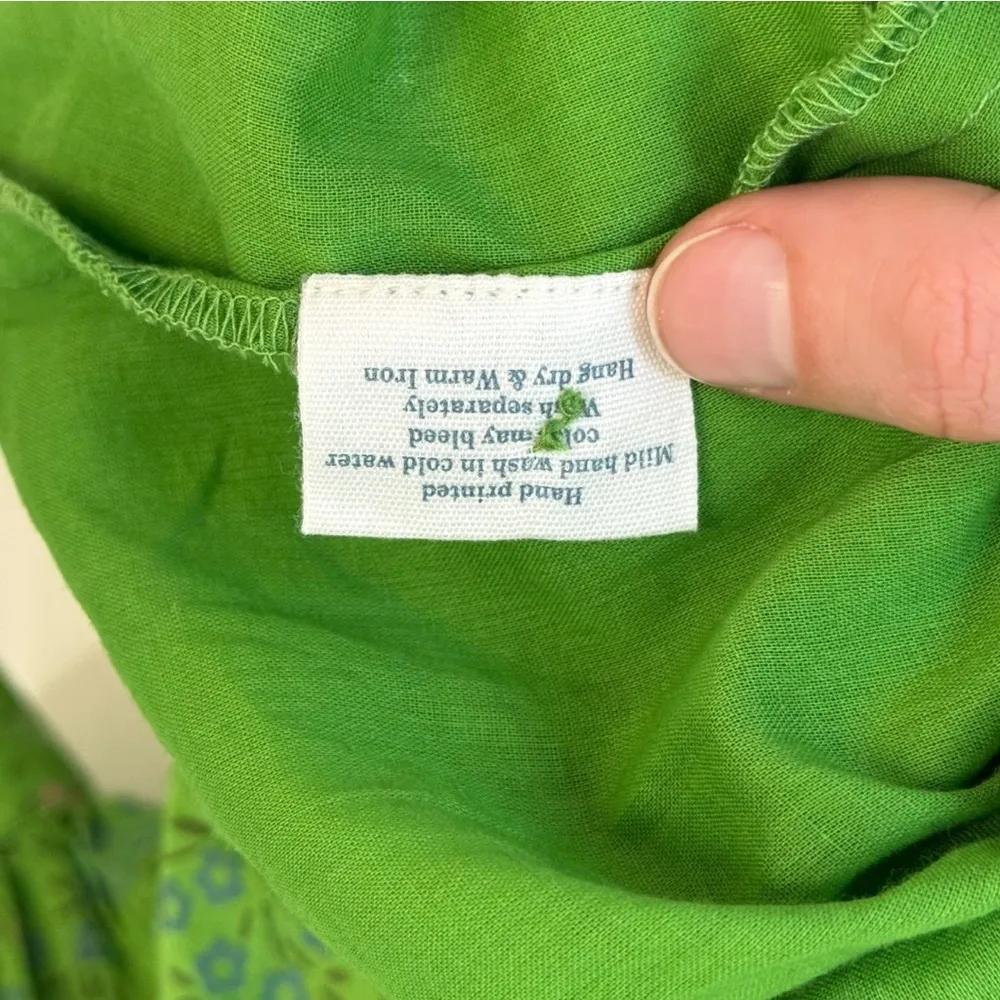 Hand printed
Mild hand wash in cold water
may bleed
separately
Hang dry & Warm Iron